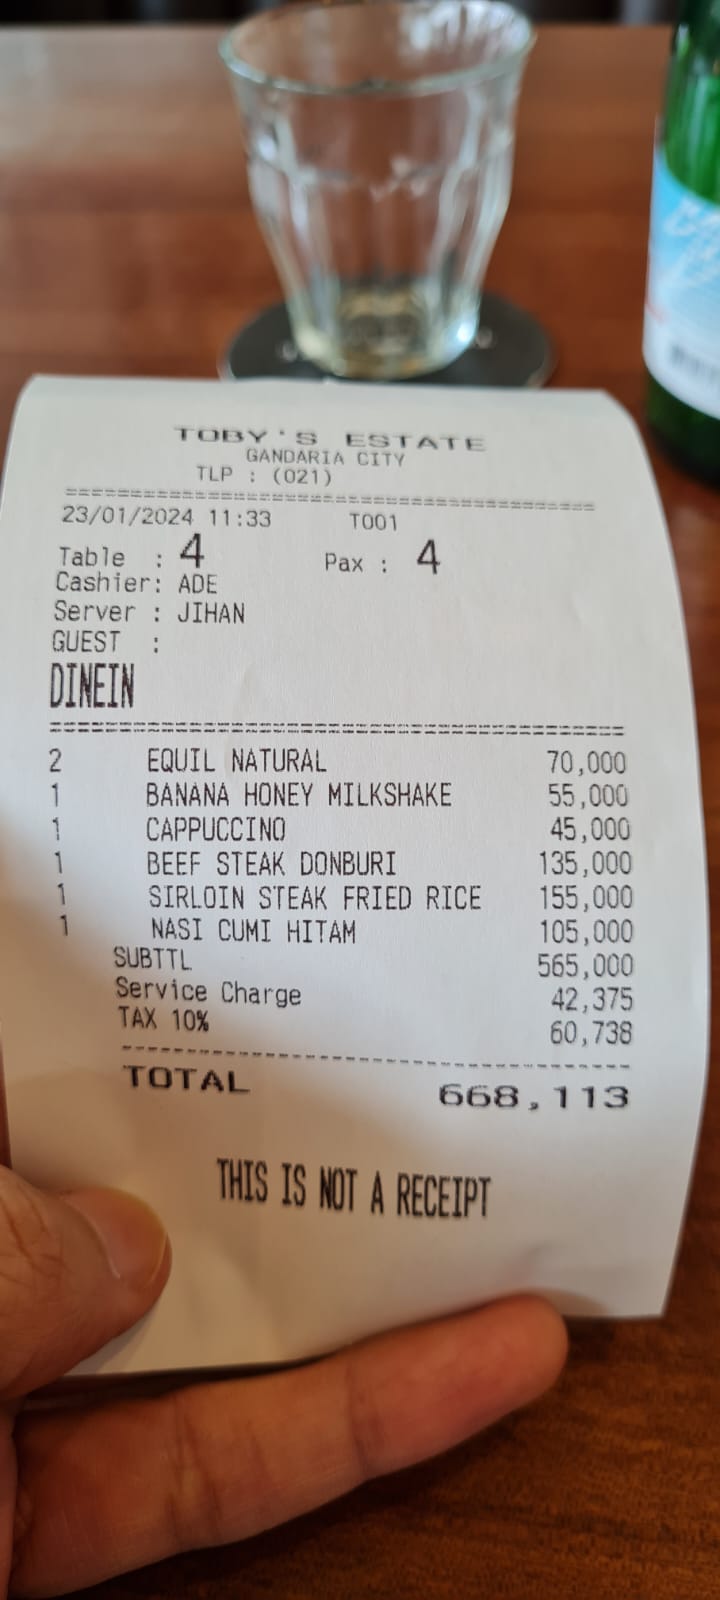 TOBY'S ESTATE
GANDARIA CITY
TLP : (021)
23/01/2024 11:33 T001
Table : 4 Pax : 4
Cashier: ADE
Server : JIHAN
GUEST :
DINEIN
2 EQUIL NATURAL 70,000
1 BANANA HONEY MILKSHAKE 55,000
1 CAPPUCCINO 45,000
1 BEEF STEAK DONBURI 135,000
1 SIRLOIN STEAK FRIED RICE 155,000
1 NASI CUMI HITAM 105,000
SUBTTL 565,000
Service Charge 42,375
TAX 10% 60,738
TOTAL 668,113
THIS IS NOT A RECEIPT